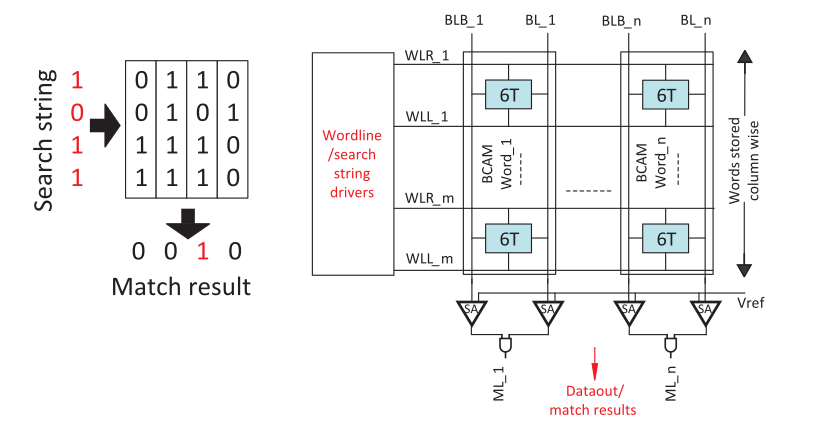 Search string
1
0
1
1
0 1 1 0
0 1 0 1
1 1 1 0
1 1 1 0
0 0 1 0
Match result
BLB_1
BL_1
BLB_n
BL_n
Wordline
/search
string
drivers
WLR_1
WLL_1
WLR_m
WLL_m
6T
6T
BCAM
Word_1
BCAM
Word_n
6T
6T
Words stored
column wise
SA
SA
SA
SA
Vref
ML_1
ML_n
Dataout/
match results